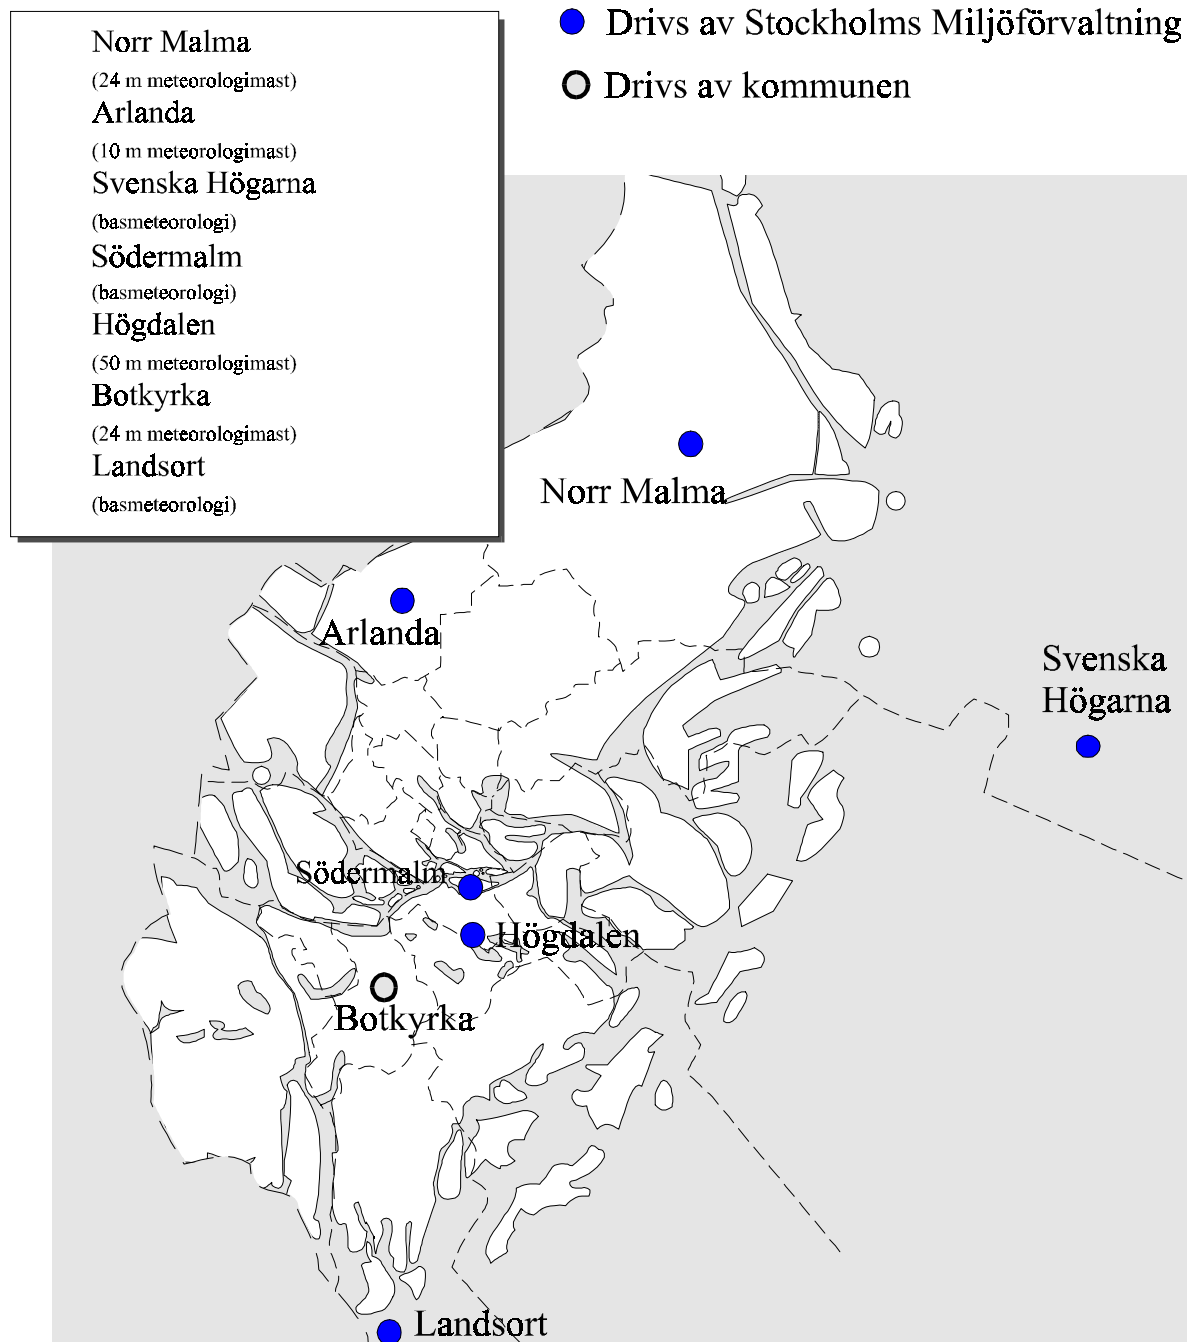 Norr Malma
(24 m meteorologimast)
Arlanda
(10 m meteorologimast)
Svenska Högarna
(basmeteorologi)
Södermalm
(basmeteorologi)
Högdalen
(50 m meteorologimast)
Botkyrka
(24 m meteorologimast)
Landsort
(basmeteorologi)
Drivs av Stockholms Miljöförvaltning
Drivs av kommunen
Norr Malma
Arlanda
Svenska
Högarna
Södermalm
Högdalen
Botkyrka
Landsort